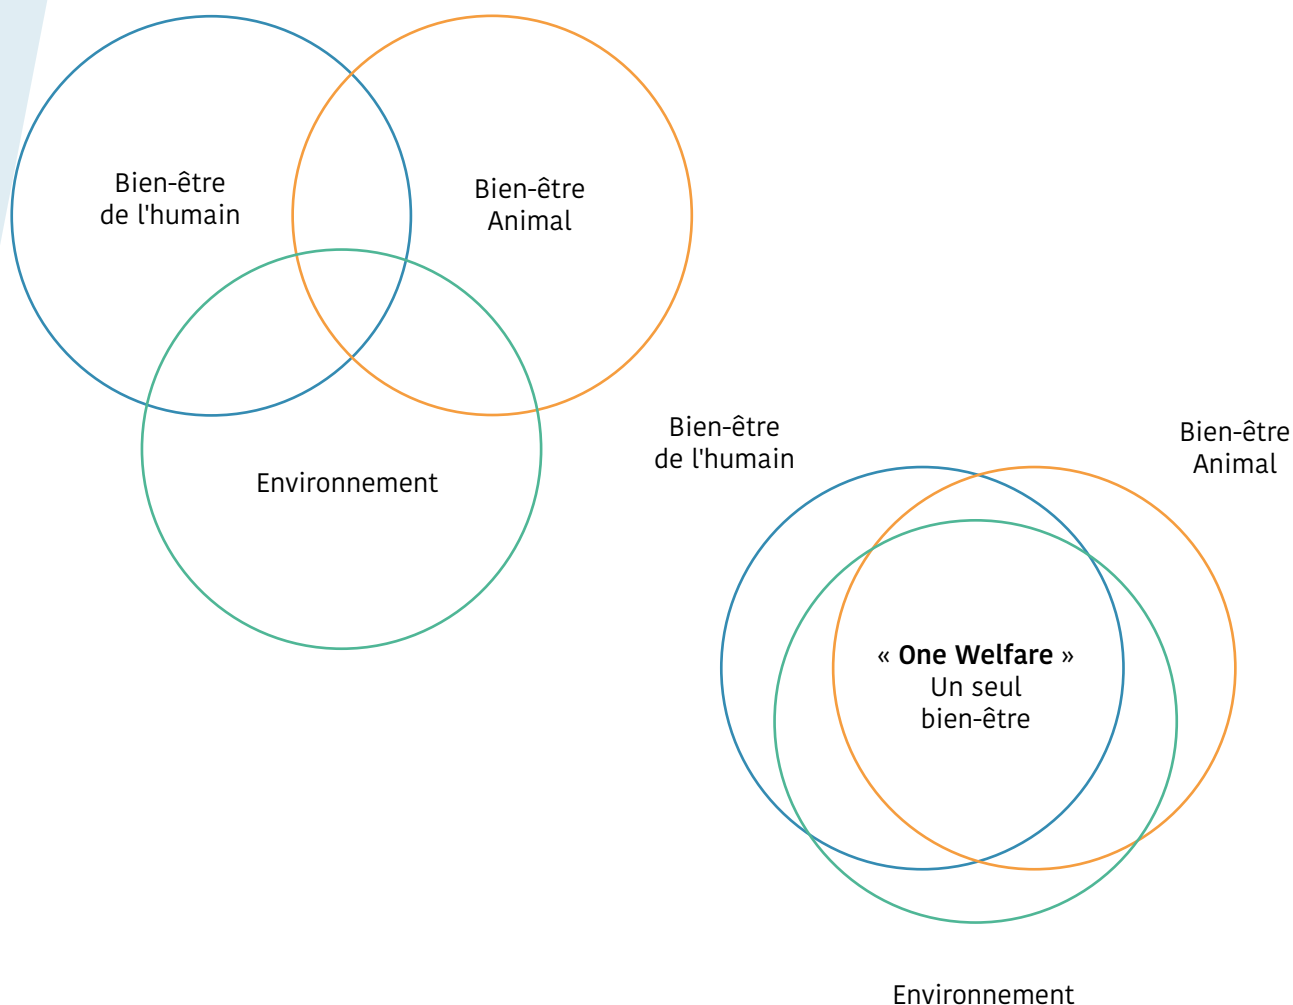 Bien-être
de l'humain
Bien-être
Animal
Environnement
Bien-être
de l'humain
Bien-être
Animal
« One Welfare »
Un seul
bien-être
Environnement